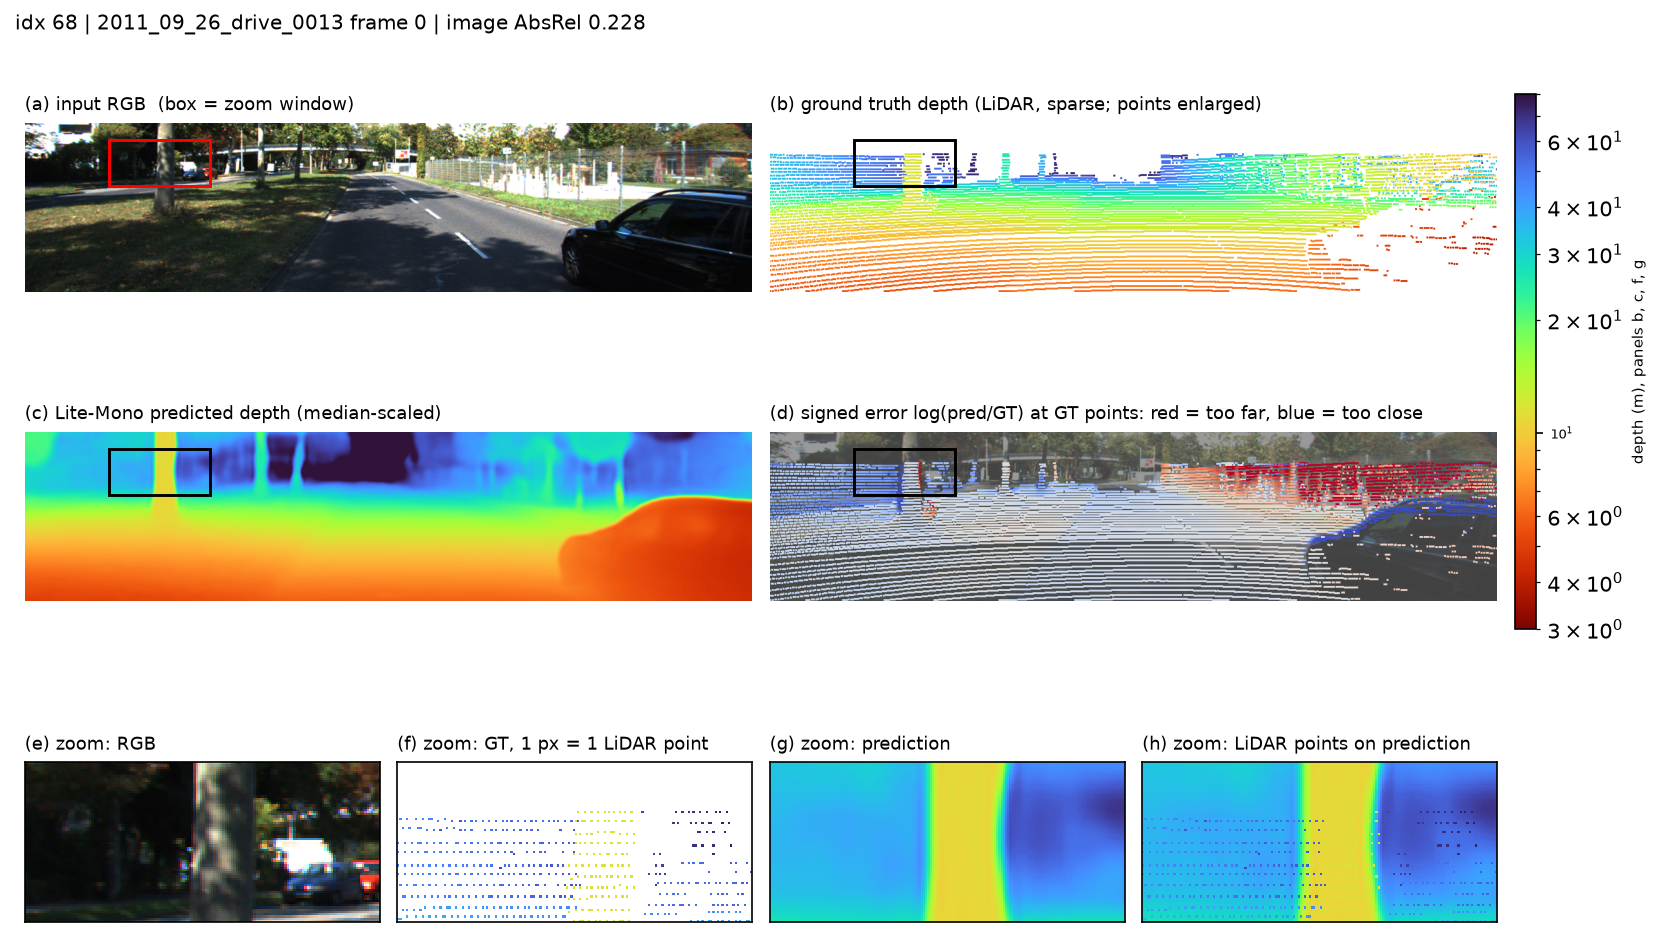 idx 68 | 2011_09_26_drive_0013 frame 0 | image AbsRel 0.228
(a) input RGB  (box = zoom window)
(b) ground truth depth (LiDAR, sparse; points enlarged)
6 × 10¹
4 × 10¹
3 × 10¹
2 × 10¹
10¹
6 × 10⁰
4 × 10⁰
3 × 10⁰
depth (m), panels b, c, f, g
(c) Lite-Mono predicted depth (median-scaled)
(d) signed error log(pred/GT) at GT points: red = too far, blue = too close
(e) zoom: RGB
(f) zoom: GT, 1 px = 1 LiDAR point
(g) zoom: prediction
(h) zoom: LiDAR points on prediction